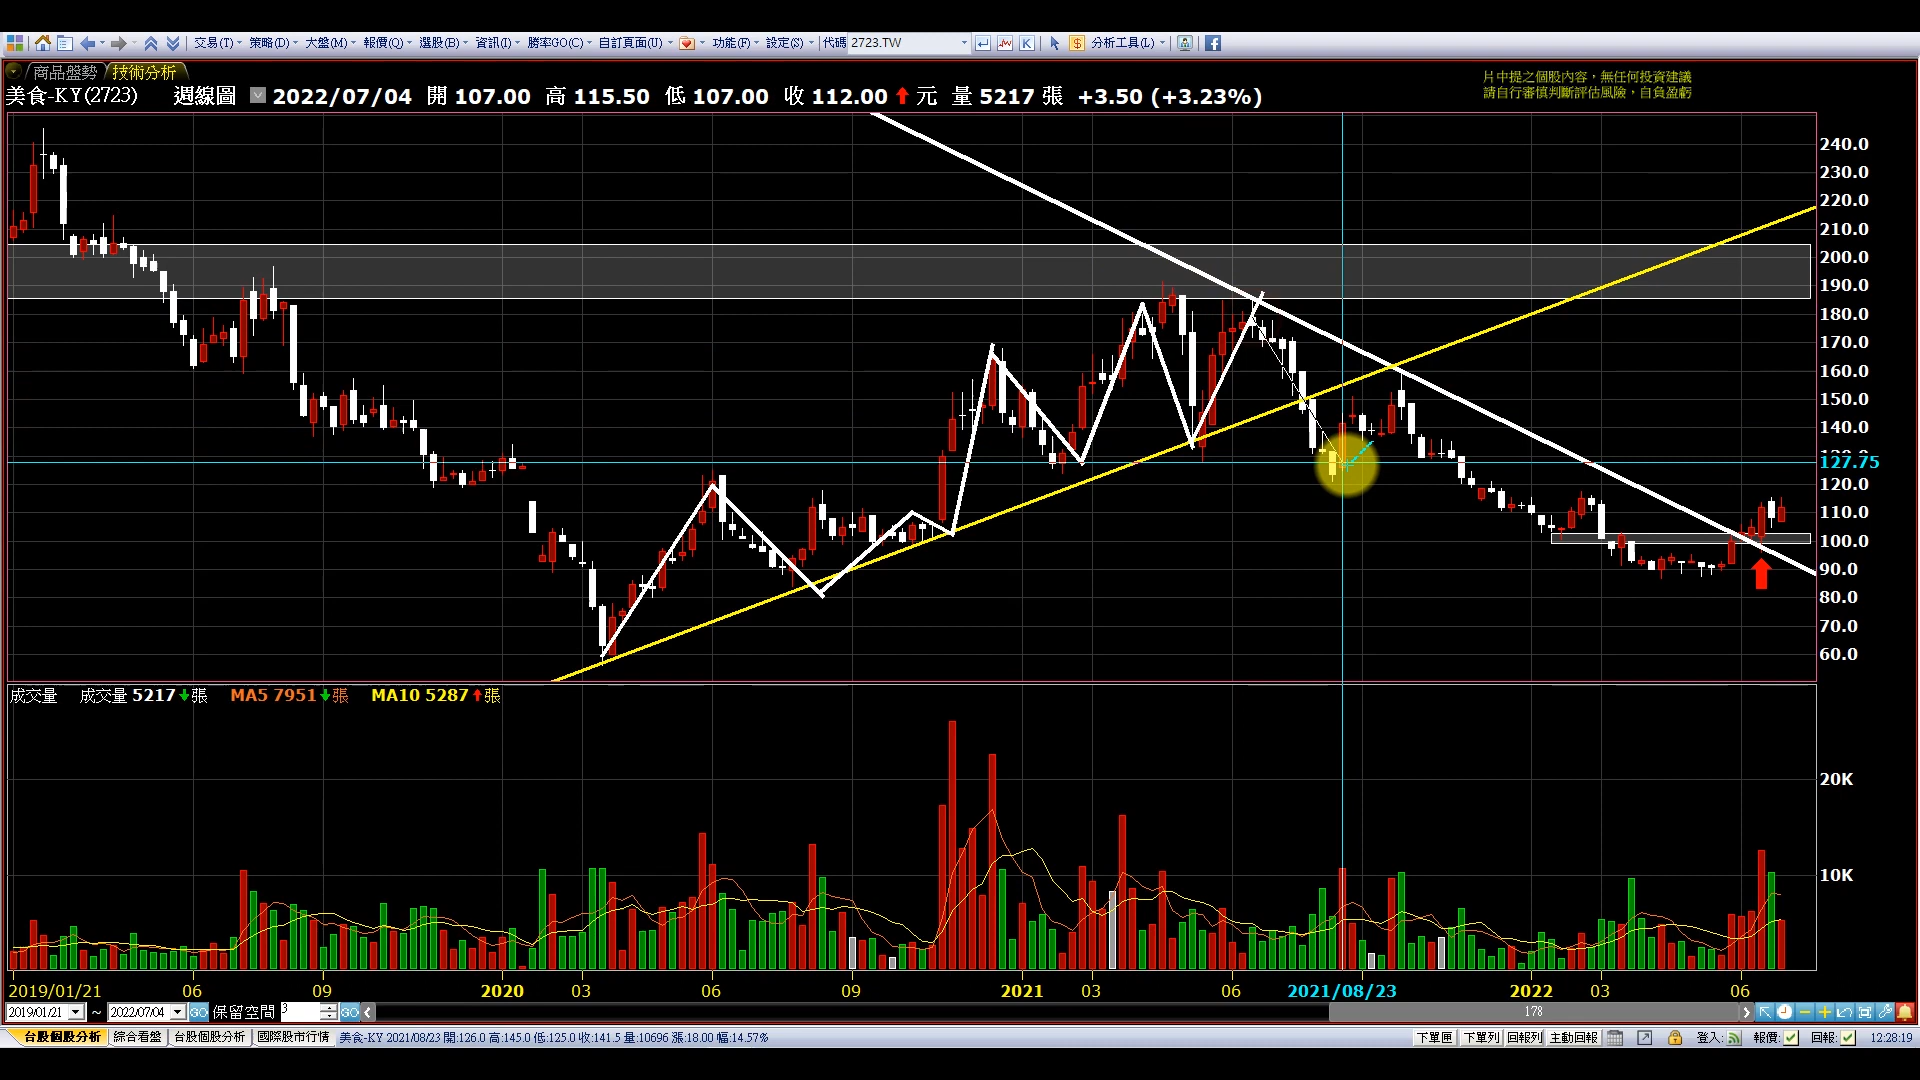 交易(T) 策略(D) 大盤(M) 報價(Q) 選股(B) 資訊(I) 勝率GO(C) 自訂頁面(U) 功能(F) 設定(S) 代碼 2723.TW K $ 分析工具(L)
商品盤勢 技術分析
片中提之個股內容，無任何投資建議
請自行審慎判斷評估風險，自負盈虧
美食-KY(2723) 週線圖 2022/07/04 開 107.00 高 115.50 低 107.00 收 112.00 元 量 5217 張 +3.50 (+3.23%)
240.0
230.0
220.0
210.0
200.0
190.0
180.0
170.0
160.0
150.0
140.0
127.75
120.0
110.0
100.0
90.0
80.0
70.0
60.0
成交量 成交量 5217 張 MA5 7951 張 MA10 5287 張
20K
10K
2019/01/21 06 09 2020 03 06 09 2021 03 06 2021/08/23 2022 03 06
2019/01/21 ~ 2022/07/04 GO 保留空間 3 GO 178
台股個股分析 綜合看盤 台股個股分析 國際股市行情 美食-KY 2021/08/23 開:126.0 高:145.0 低:125.0 收:141.5 量:10696 漲:18.00 幅:14.57% 下單匣 下單列 回報列 主動回報 登入: 報價: 回報: 12:28:19